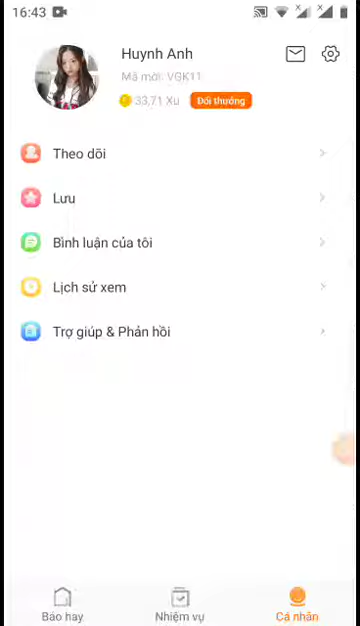 16:43
Huynh Anh
Mã mời: VGK11
33,71 Xu
Đổi thưởng
Theo dõi
Lưu
Bình luận của tôi
Lịch sử xem
Trợ giúp & Phản hồi
Báo hay
Nhiệm vụ
Cá nhân